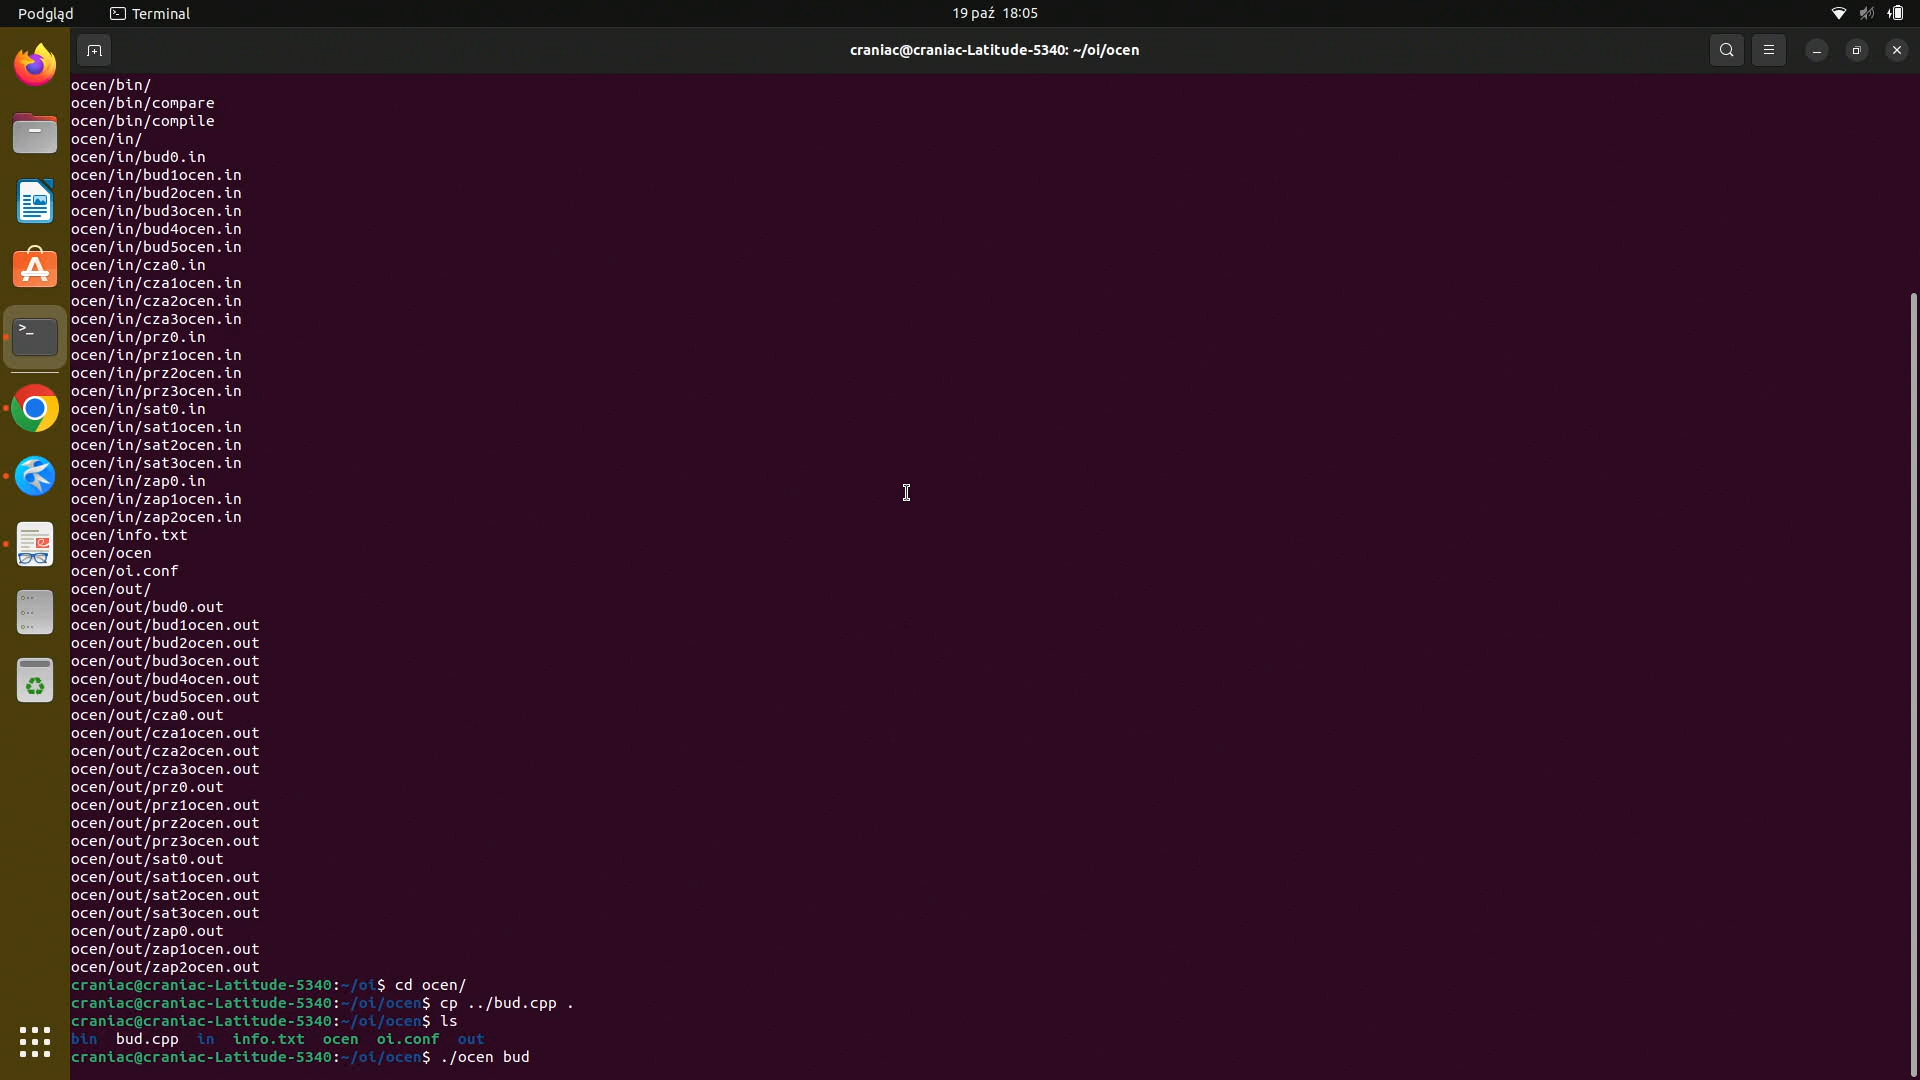 Podgląd
Terminal
19 paź 18:05
craniac@craniac-Latitude-5340: ~/oi/ocen
ocen/bin/
ocen/bin/compare
ocen/bin/compile
ocen/in/
ocen/in/bud0.in
ocen/in/bud1ocen.in
ocen/in/bud2ocen.in
ocen/in/bud3ocen.in
ocen/in/bud4ocen.in
ocen/in/bud5ocen.in
ocen/in/cza0.in
ocen/in/cza1ocen.in
ocen/in/cza2ocen.in
ocen/in/cza3ocen.in
ocen/in/prz0.in
ocen/in/prz1ocen.in
ocen/in/prz2ocen.in
ocen/in/prz3ocen.in
ocen/in/sat0.in
ocen/in/sat1ocen.in
ocen/in/sat2ocen.in
ocen/in/sat3ocen.in
ocen/in/zap0.in
ocen/in/zap1ocen.in
ocen/in/zap2ocen.in
ocen/info.txt
ocen/ocen
ocen/oi.conf
ocen/out/
ocen/out/bud0.out
ocen/out/bud1ocen.out
ocen/out/bud2ocen.out
ocen/out/bud3ocen.out
ocen/out/bud4ocen.out
ocen/out/bud5ocen.out
ocen/out/cza0.out
ocen/out/cza1ocen.out
ocen/out/cza2ocen.out
ocen/out/cza3ocen.out
ocen/out/prz0.out
ocen/out/prz1ocen.out
ocen/out/prz2ocen.out
ocen/out/prz3ocen.out
ocen/out/sat0.out
ocen/out/sat1ocen.out
ocen/out/sat2ocen.out
ocen/out/sat3ocen.out
ocen/out/zap0.out
ocen/out/zap1ocen.out
ocen/out/zap2ocen.out
craniac@craniac-Latitude-5340:~/oi$ cd ocen/
craniac@craniac-Latitude-5340:~/oi/ocen$ cp ../bud.cpp .
craniac@craniac-Latitude-5340:~/oi/ocen$ ls
bin  bud.cpp  in  info.txt  ocen  oi.conf  out
craniac@craniac-Latitude-5340:~/oi/ocen$ ./ocen bud